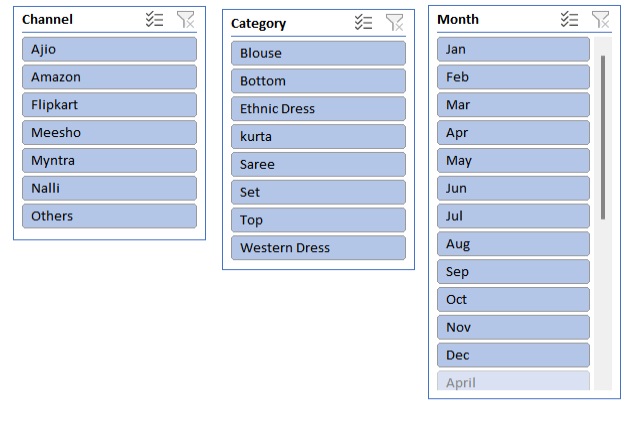 Channel
Ajio
Amazon
Flipkart
Meesho
Myntra
Nalli
Others
Category
Blouse
Bottom
Ethnic Dress
kurta
Saree
Set
Top
Western Dress
Month
Jan
Feb
Mar
Apr
May
Jun
Jul
Aug
Sep
Oct
Nov
Dec
April